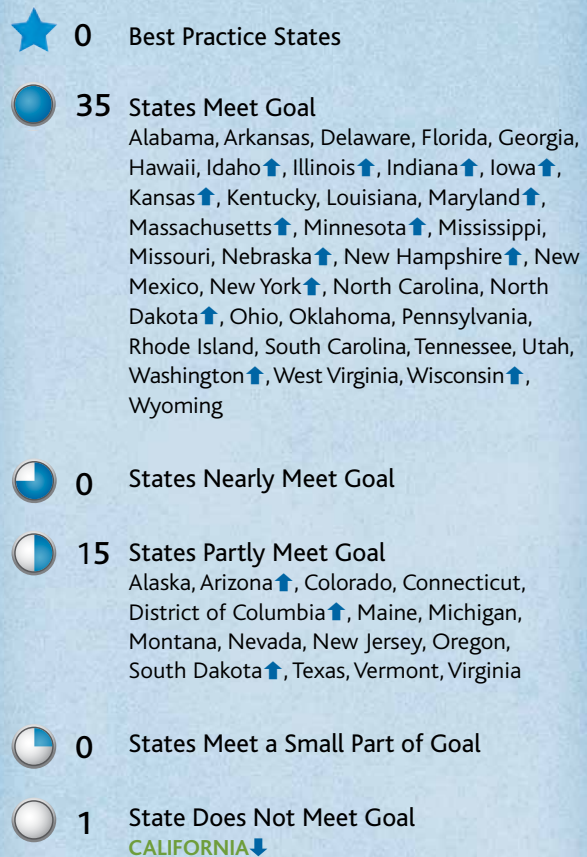 0 Best Practice States
35 States Meet Goal
Alabama, Arkansas, Delaware, Florida, Georgia,
Hawaii, Idaho⬆, Illinois⬆, Indiana⬆, Iowa⬆,
Kansas⬆, Kentucky, Louisiana, Maryland⬆,
Massachusetts⬆, Minnesota⬆, Mississippi,
Missouri, Nebraska⬆, New Hampshire⬆, New
Mexico, New York⬆, North Carolina, North
Dakota⬆, Ohio, Oklahoma, Pennsylvania,
Rhode Island, South Carolina, Tennessee, Utah,
Washington⬆, West Virginia, Wisconsin⬆,
Wyoming
0 States Nearly Meet Goal
15 States Partly Meet Goal
Alaska, Arizona⬆, Colorado, Connecticut,
District of Columbia⬆, Maine, Michigan,
Montana, Nevada, New Jersey, Oregon,
South Dakota⬆, Texas, Vermont, Virginia
0 States Meet a Small Part of Goal
1 State Does Not Meet Goal
CALIFORNIA⬇